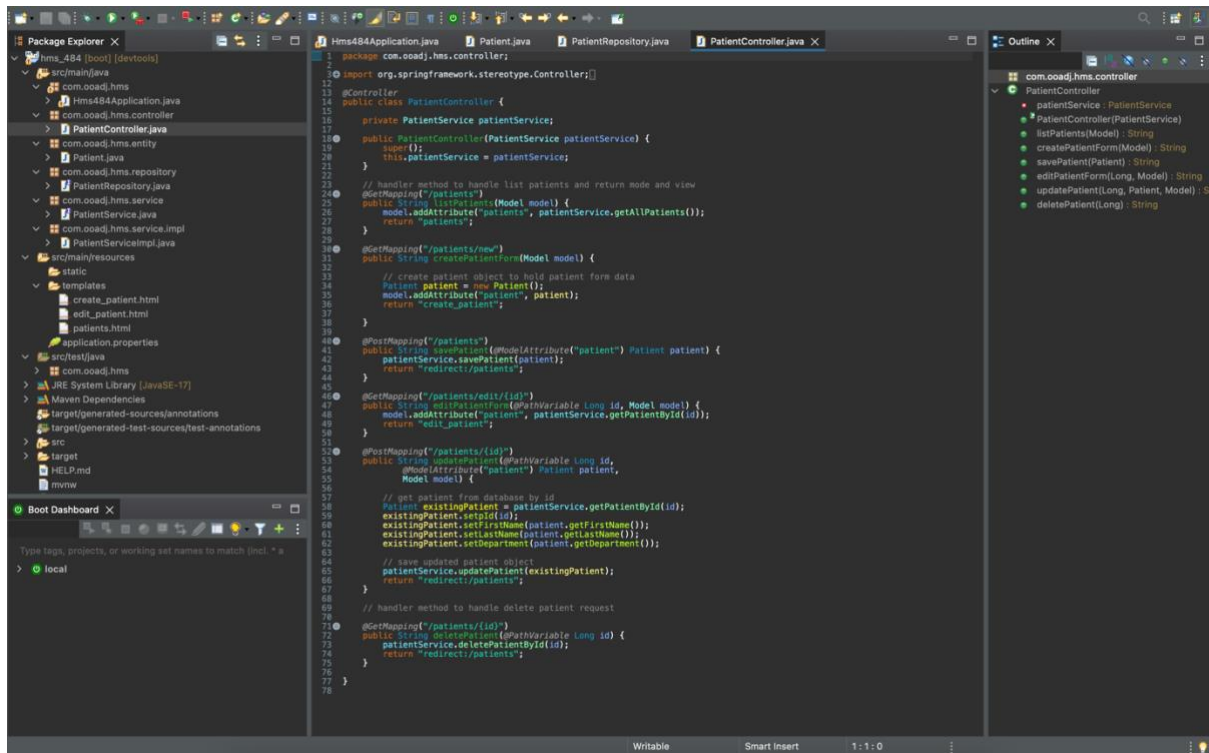 Package Explorer
hms_484 [boot] [devtools]
src/main/java
com.ooadj.hms
Hms484Application.java
com.ooadj.hms.controller
PatientController.java
com.ooadj.hms.entity
Patient.java
com.ooadj.hms.repository
PatientRepository.java
com.ooadj.hms.service
PatientService.java
com.ooadj.hms.service.impl
PatientServiceImpl.java
src/main/resources
static
templates
create_patient.html
edit_patient.html
patients.html
application.properties
src/test/java
com.ooadj.hms
JRE System Library [JavaSE-17]
Maven Dependencies
target/generated-sources/annotations
target/generated-test-sources/test-annotations
src
target
HELP.md
mvnw
Boot Dashboard
Type tags, projects, or working set names to match (incl. * a
local
Hms484Application.java
Patient.java
PatientRepository.java
PatientController.java
1 package com.ooadj.hms.controller;
2
3 import org.springframework.stereotype.Controller;
12
13 @Controller
14 public class PatientController {
15
16 private PatientService patientService;
17
18 public PatientController(PatientService patientService) {
19 super();
20 this.patientService = patientService;
21 }
22
23 // handler method to handle list patients and return mode and view
24 @GetMapping("/patients")
25 public String listPatients(Model model) {
26 model.addAttribute("patients", patientService.getAllPatients());
27 return "patients";
28 }
29
30 @GetMapping("/patients/new")
31 public String createPatientForm(Model model) {
32
33 // create patient object to hold patient form data
34 Patient patient = new Patient();
35 model.addAttribute("patient", patient);
36 return "create_patient";
37
38 }
39
40 @PostMapping("/patients")
41 public String savePatient(@ModelAttribute("patient") Patient patient) {
42 patientService.savePatient(patient);
43 return "redirect:/patients";
44 }
45
46 @GetMapping("/patients/edit/{id}")
47 public String editPatientForm(@PathVariable Long id, Model model) {
48 model.addAttribute("patient", patientService.getPatientById(id));
49 return "edit_patient";
50 }
51
52 @PostMapping("/patients/{id}")
53 public String updatePatient(@PathVariable Long id,
54 @ModelAttribute("patient") Patient patient,
55 Model model) {
56
57 // get patient from database by id
58 Patient existingPatient = patientService.getPatientById(id);
59 existingPatient.setpId(id);
60 existingPatient.setFirstName(patient.getFirstName());
61 existingPatient.setLastName(patient.getLastName());
62 existingPatient.setDepartment(patient.getDepartment());
63
64 // save updated patient object
65 patientService.updatePatient(existingPatient);
66 return "redirect:/patients";
67 }
68
69 // handler method to handle delete patient request
70
71 @GetMapping("/patients/{id}")
72 public String deletePatient(@PathVariable Long id) {
73 patientService.deletePatientById(id);
74 return "redirect:/patients";
75 }
76
77 }
78
Outline
com.ooadj.hms.controller
PatientController
patientService : PatientService
PatientController(PatientService)
listPatients(Model) : String
createPatientForm(Model) : String
savePatient(Patient) : String
editPatientForm(Long, Model) : String
updatePatient(Long, Patient, Model) : S
deletePatient(Long) : String
Writable
Smart Insert
1:1:0